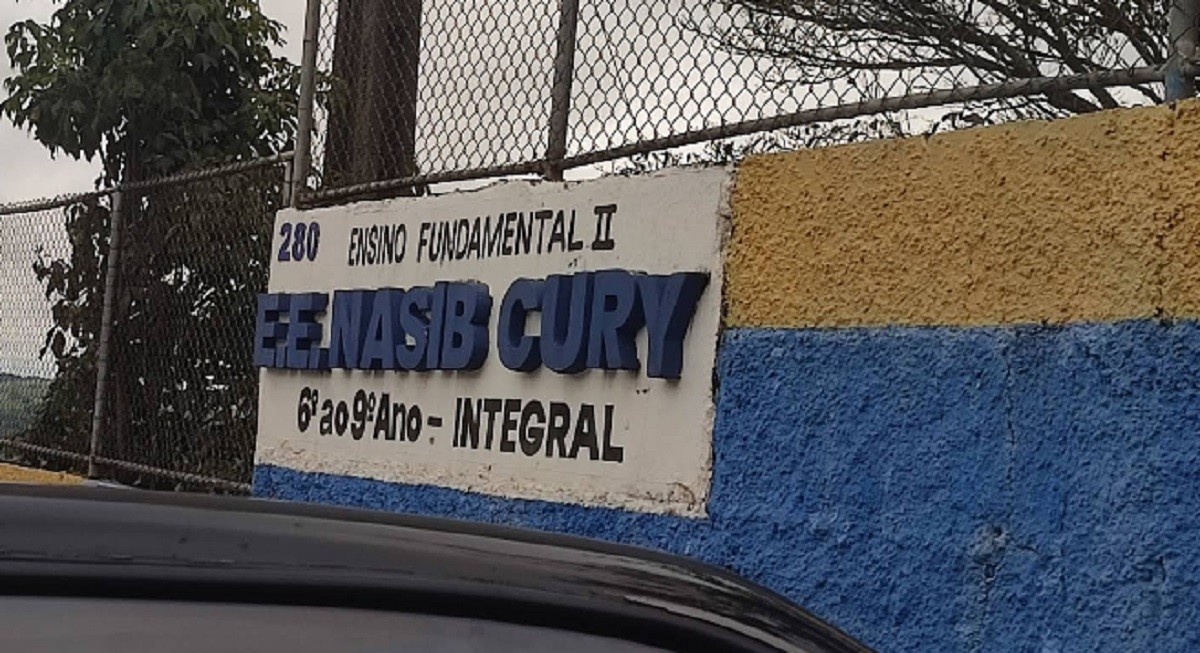 280 ENSINO FUNDAMENTAL II
E.E. NASIB CURY
6º ao 9º Ano - INTEGRAL